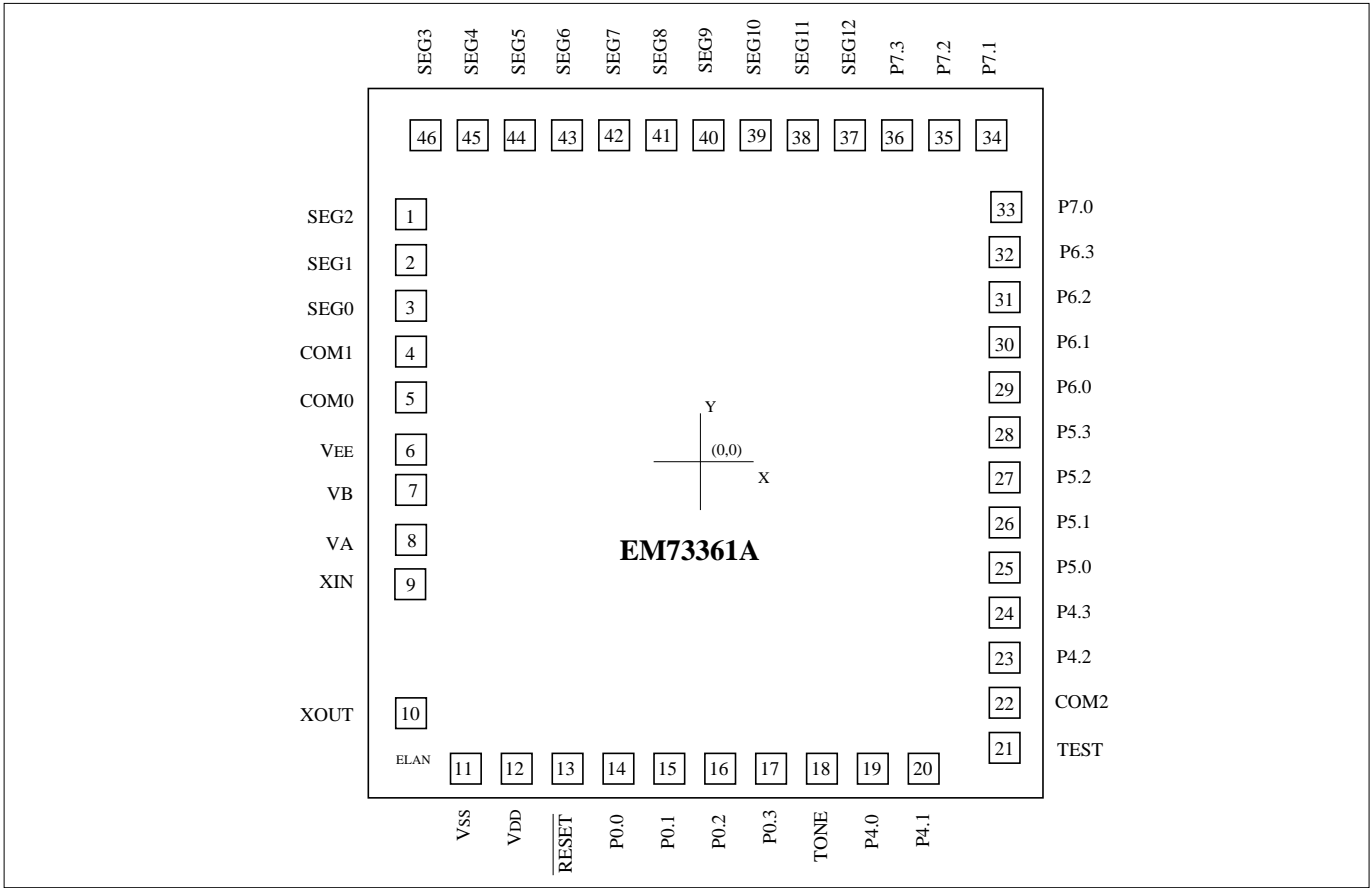 SEG3 SEG4 SEG5 SEG6 SEG7 SEG8 SEG9 SEG10 SEG11 SEG12 P7.3 P7.2 P7.1
46 45 44 43 42 41 40 39 38 37 36 35 34
SEG2 1
SEG1 2
SEG0 3
COM1 4
COM0 5
VEE 6
VB 7
VA 8
XIN 9
XOUT 10
33 P7.0
32 P6.3
31 P6.2
30 P6.1
29 P6.0
28 P5.3
27 P5.2
26 P5.1
25 P5.0
24 P4.3
23 P4.2
22 COM2
21 TEST
Y
(0,0)
X
EM73361A
ELAN
11 12 13 14 15 16 17 18 19 20
VSS VDD RESET P0.0 P0.1 P0.2 P0.3 TONE P4.0 P4.1